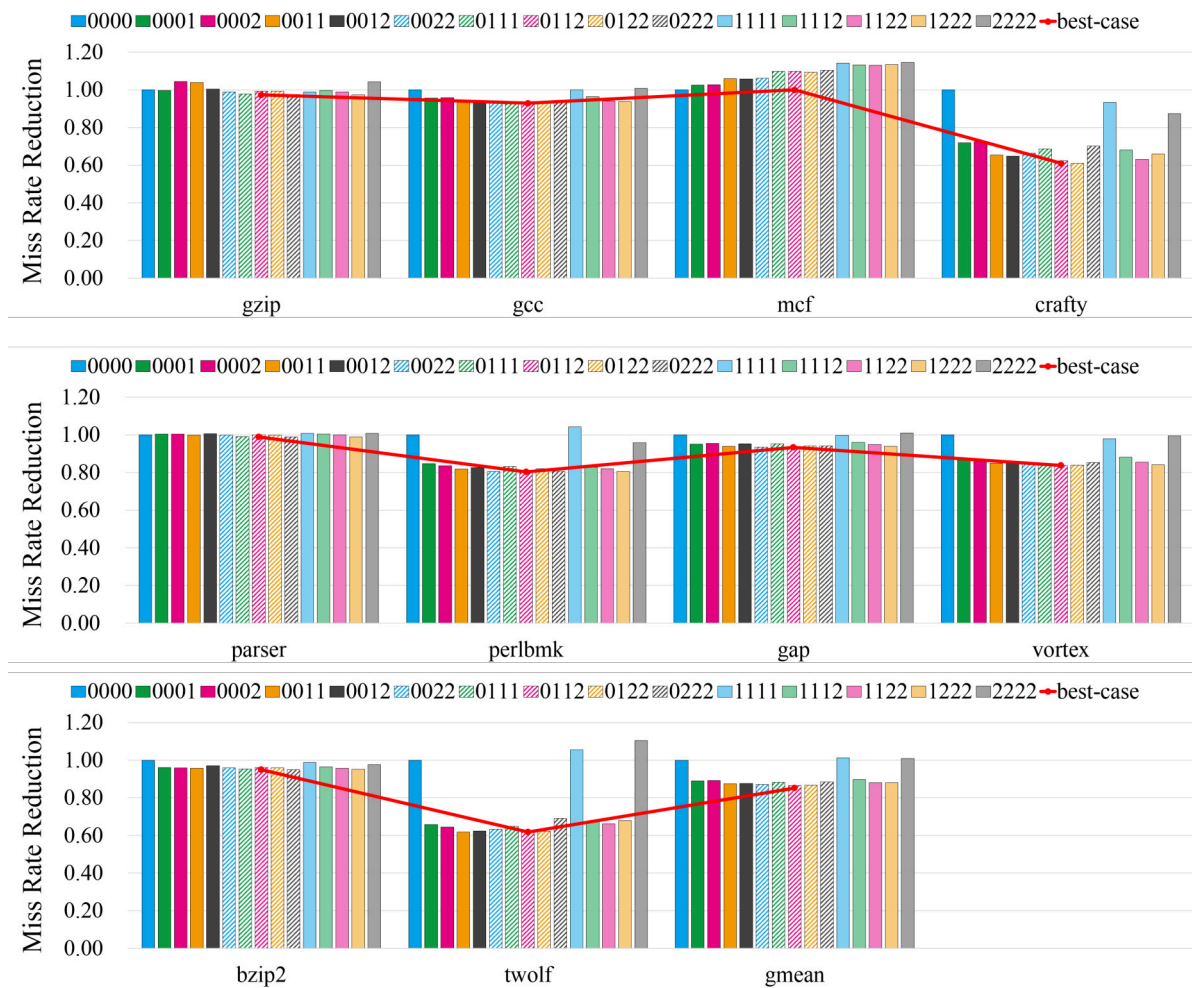 0000 0001 0002 0011 0012 0022 0111 0112 0122 0222 1111 1112 1122 1222 2222 best-case
Miss Rate Reduction
1.20
1.00
0.80
0.60
0.40
0.20
0.00
gzip gcc mcf crafty
0000 0001 0002 0011 0012 0022 0111 0112 0122 0222 1111 1112 1122 1222 2222 best-case
Miss Rate Reduction
1.20
1.00
0.80
0.60
0.40
0.20
0.00
parser perlbmk gap vortex
0000 0001 0002 0011 0012 0022 0111 0112 0122 0222 1111 1112 1122 1222 2222 best-case
Miss Rate Reduction
1.20
1.00
0.80
0.60
0.40
0.20
0.00
bzip2 twolf gmean